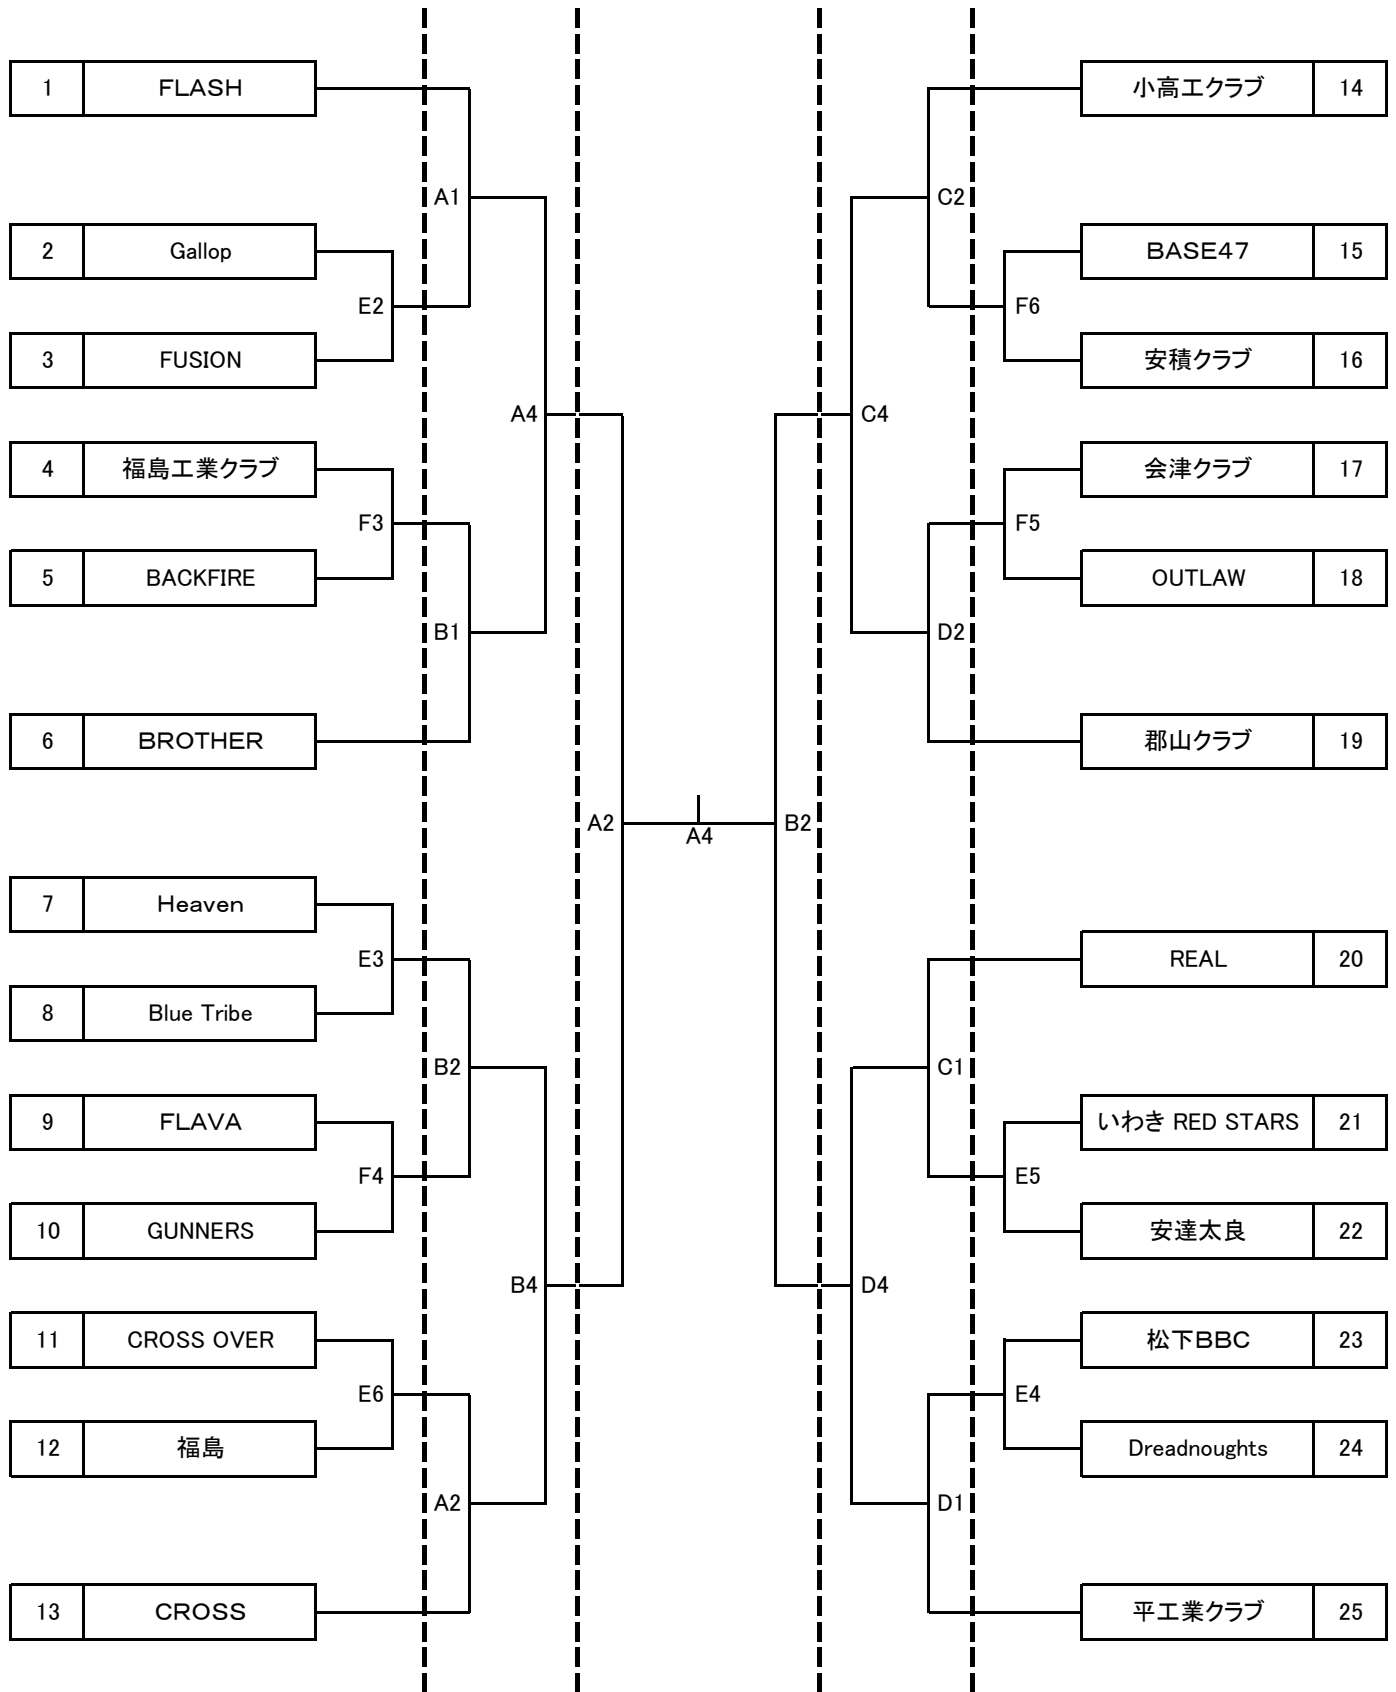 1 FLASH
2 Gallop
3 FUSION
4 福島工業クラブ
5 BACKFIRE
6 BROTHER
7 Heaven
8 Blue Tribe
9 FLAVA
10 GUNNERS
11 CROSS OVER
12 福島
13 CROSS
E2
F3
E3
F4
E6
A1
B1
B2
A2
A4
B4
A2
A4
B2
C4
D4
C2
D2
C1
D1
F6
F5
E5
E4
小高工クラブ 14
BASE47 15
安積クラブ 16
会津クラブ 17
OUTLAW 18
郡山クラブ 19
REAL 20
いわき RED STARS 21
安達太良 22
松下BBC 23
Dreadnoughts 24
平工業クラブ 25